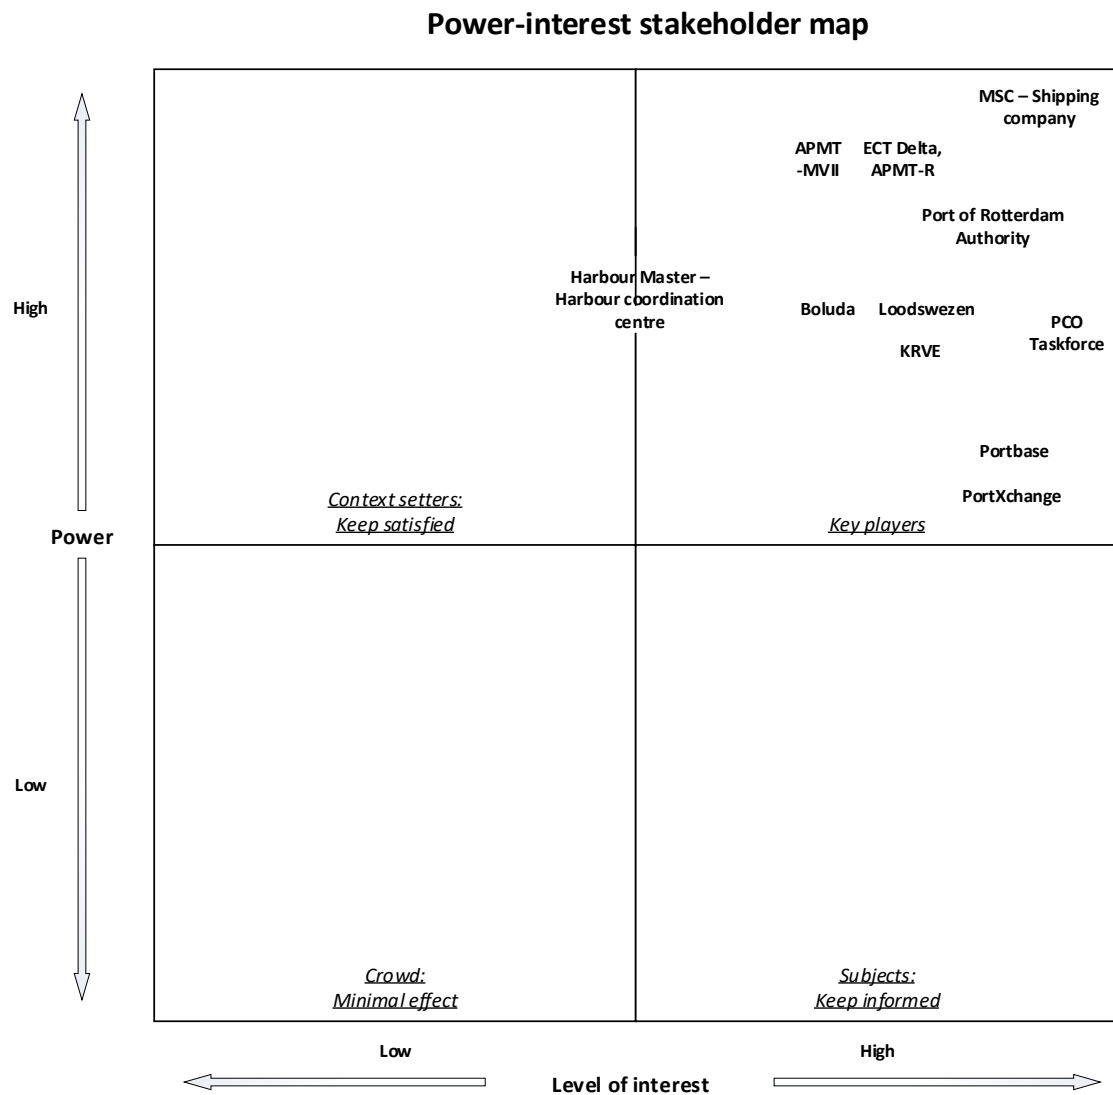 Power-interest stakeholder map
MSC – Shipping
company
APMT
-MVII
ECT Delta,
APMT-R
Port of Rotterdam
Authority
Harbour Master –
Harbour coordination
centre
High
Boluda
Loodswezen
PCO
Taskforce
KRVE
Portbase
PortXchange
Context setters:
Keep satisfied
Key players
Power
Low
Crowd:
Minimal effect
Subjects:
Keep informed
Low
High
Level of interest